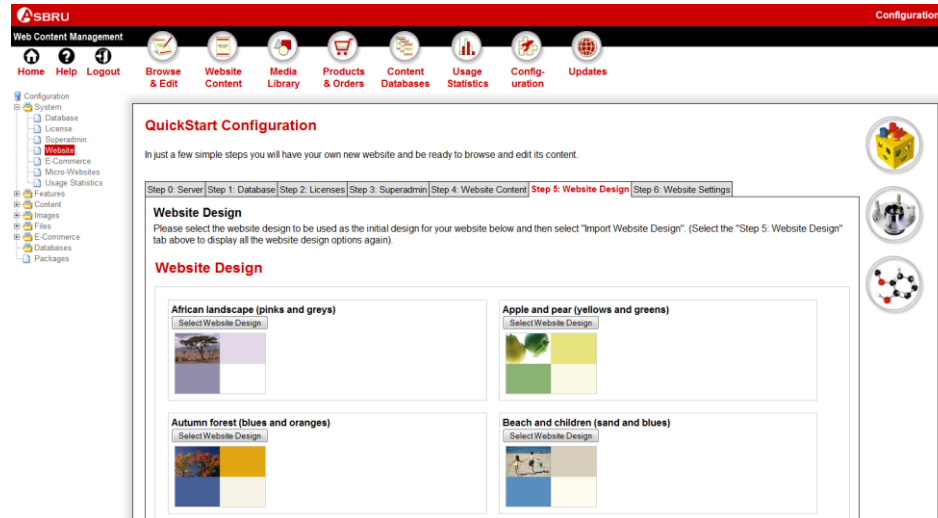 ASBRU
Configuration
Web Content Management
Home Help Logout
Browse & Edit
Website Content
Media Library
Products & Orders
Content Databases
Usage Statistics
Config-uration
Updates
Configuration
System
Database
License
Superadmin
Website
E-Commerce
Micro-Websites
Usage Statistics
Features
Content
Images
Files
E-Commerce
Databases
Packages
QuickStart Configuration
In just a few simple steps you will have your own new website and be ready to browse and edit its content.
Step 0: Server Step 1: Database Step 2: Licenses Step 3: Superadmin Step 4: Website Content Step 5: Website Design Step 6: Website Settings
Website Design
Please select the website design to be used as the initial design for your website below and then select "Import Website Design". (Select the "Step 5: Website Design"
tab above to display all the website design options again).
Website Design
African landscape (pinks and greys)
Select Website Design
Apple and pear (yellows and greens)
Select Website Design
Autumn forest (blues and oranges)
Select Website Design
Beach and children (sand and blues)
Select Website Design